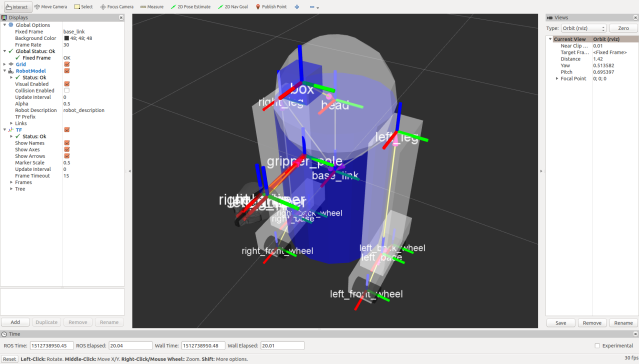 Interact Move Camera Select Focus Camera Measure 2D Pose Estimate 2D Nav Goal Publish Point
Displays
Global Options
Fixed Frame base_link
Background Color 48; 48; 48
Frame Rate 30
Global Status: Ok
Fixed Frame OK
Grid
RobotModel
Status: Ok
Visual Enabled
Collision Enabled
Update Interval 0
Alpha 0.5
Robot Description robot_description
TF Prefix
Links
TF
Status: Ok
Show Names
Show Axes
Show Arrows
Marker Scale 0.5
Update Interval 0
Frame Timeout 15
Frames
Tree
Add Duplicate Remove Rename
box
right_leg
head
left_leg
gripper_pole
base_link
right_front_wheel
left_back_wheel
left_base
left_front_wheel
Views
Type: Orbit (rviz) Zero
Current View Orbit (rviz)
Near Clip ... 0.01
Target Fra... <Fixed Frame>
Distance 1.42
Yaw 0.513582
Pitch 0.695397
Focal Point
Save Remove Rename
Time
ROS Time: 1512738950.45 ROS Elapsed: 20.04 Wall Time: 1512738950.48 Wall Elapsed: 20.01 Experimental
Reset Left-Click: Rotate. Middle-Click: Move X/Y. Right-Click/Mouse Wheel: Zoom. Shift: More options. 30 fps